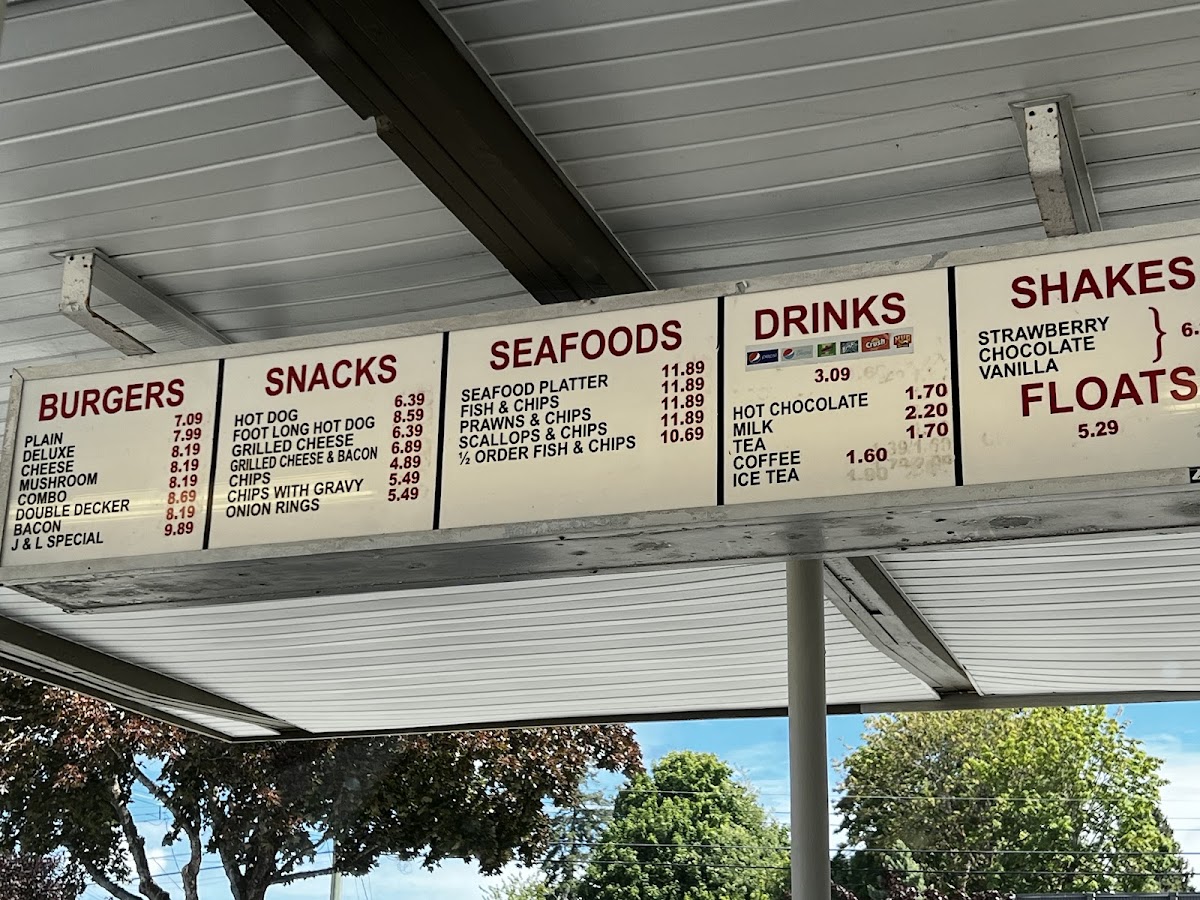 BURGERS
PLAIN 7.09
DELUXE 7.99
CHEESE 8.19
MUSHROOM 8.19
COMBO 8.19
DOUBLE DECKER 8.69
BACON 8.19
J & L SPECIAL 9.89
SNACKS
HOT DOG 6.39
FOOT LONG HOT DOG 8.59
GRILLED CHEESE 6.39
GRILLED CHEESE & BACON 6.89
CHIPS 4.89
CHIPS WITH GRAVY 5.49
ONION RINGS 5.49
SEAFOODS
SEAFOOD PLATTER 11.89
FISH & CHIPS 11.89
PRAWNS & CHIPS 11.89
SCALLOPS & CHIPS 11.89
½ ORDER FISH & CHIPS 10.69
DRINKS
pepsi Crush MUG
3.09
HOT CHOCOLATE 1.70
MILK 2.20
TEA 1.70
COFFEE 1.60
ICE TEA
SHAKES
STRAWBERRY
CHOCOLATE } 6.
VANILLA
FLOATS
5.29